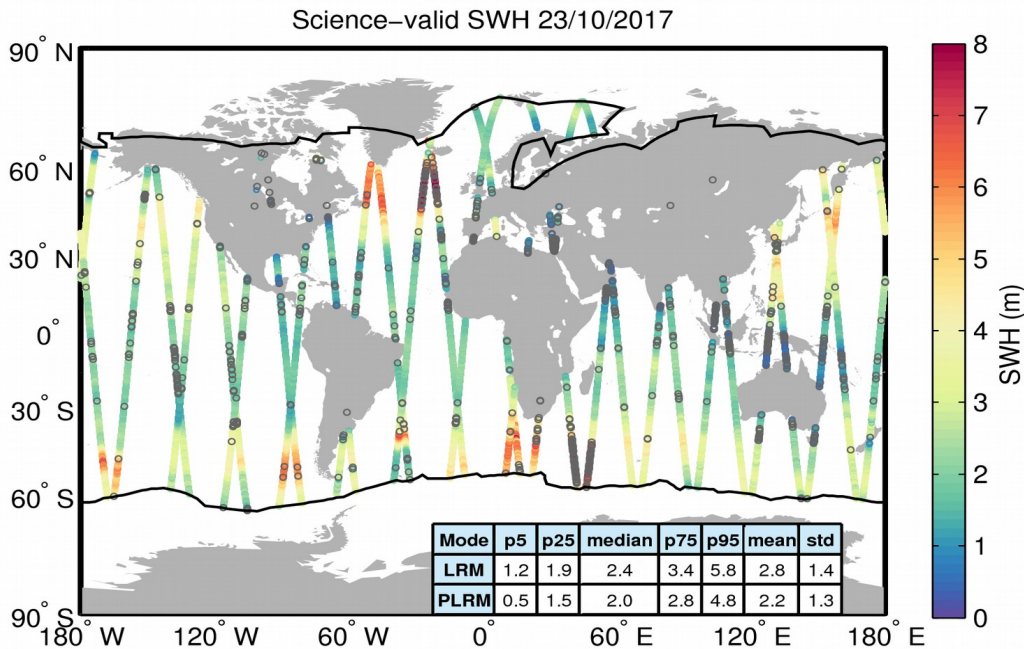 Science−valid SWH 23/10/2017
90° N
60° N
30° N
0°
30° S
60° S
90° S
180° W
120° W
60° W
0°
60° E
120° E
180° E
8
7
6
5
4
3
2
1
0
SWH (m)
Mode p5 p25 median p75 p95 mean std
LRM 1.2 1.9 2.4 3.4 5.8 2.8 1.4
PLRM 0.5 1.5 2.0 2.8 4.8 2.2 1.3